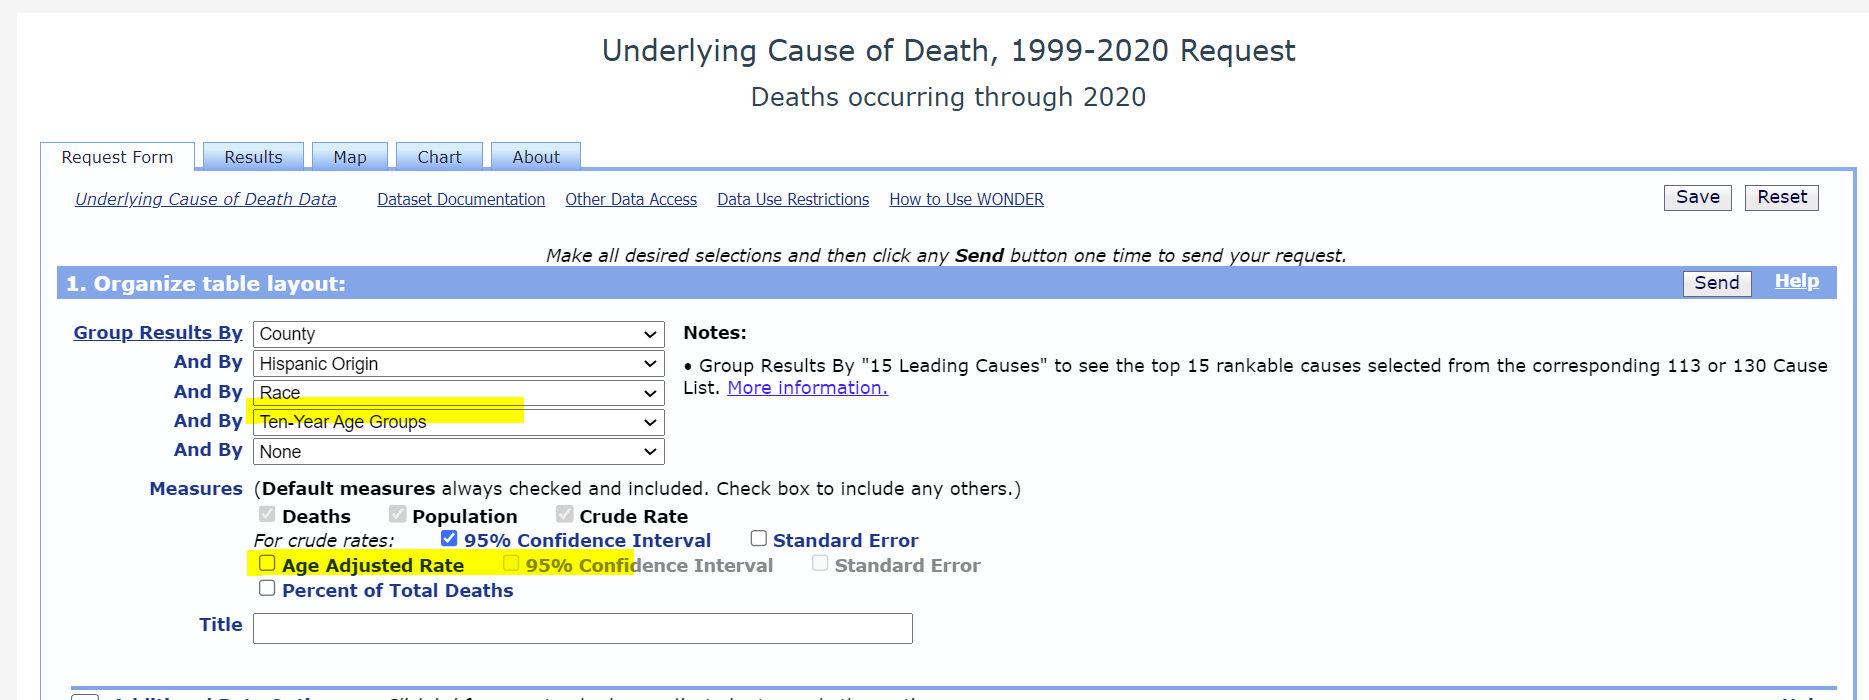 Underlying Cause of Death, 1999-2020 Request
Deaths occurring through 2020
Request Form Results Map Chart About
Underlying Cause of Death Data Dataset Documentation Other Data Access Data Use Restrictions How to Use WONDER Save Reset
Make all desired selections and then click any Send button one time to send your request.
1. Organize table layout: Send Help
Group Results By County Notes:
And By Hispanic Origin • Group Results By "15 Leading Causes" to see the top 15 rankable causes selected from the corresponding 113 or 130 Cause
And By Race List. More information.
And By Ten-Year Age Groups
And By None
Measures (Default measures always checked and included. Check box to include any others.)
Deaths Population Crude Rate
For crude rates: 95% Confidence Interval Standard Error
Age Adjusted Rate 95% Confidence Interval Standard Error
Percent of Total Deaths
Title